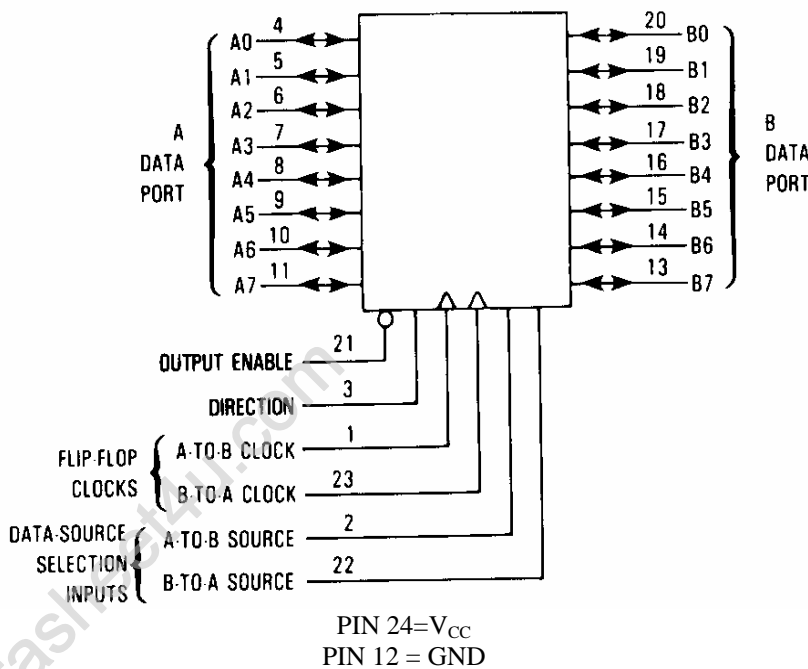 A0 4
A1 5
A2 6
A3 7
A4 8
A5 9
A6 10
A7 11
A
DATA
PORT
20 B0
19 B1
18 B2
17 B3
16 B4
15 B5
14 B6
13 B7
B
DATA
PORT
OUTPUT ENABLE 21
DIRECTION 3
FLIP-FLOP
CLOCKS
A-TO-B CLOCK 1
B-TO-A CLOCK 23
DATA-SOURCE
SELECTION
INPUTS
A-TO-B SOURCE 2
B-TO-A SOURCE 22
PIN 24=VCC
PIN 12 = GND
asheet4u.com